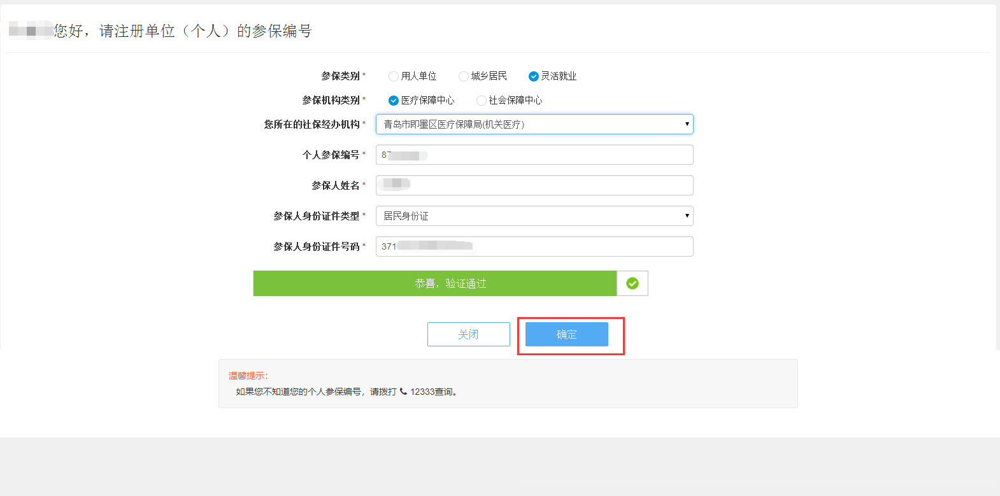 您好，请注册单位（个人）的参保编号
参保类别* 用人单位 城乡居民 灵活就业
参保机构类别* 医疗保障中心 社会保障中心
您所在的社保经办机构* 青岛市即墨区医疗保障局(机关医疗)
个人参保编号* 87
参保人姓名*
参保人身份证件类型* 居民身份证
参保人身份证件号码* 371
恭喜，验证通过
关闭 确定
温馨提示：
如果您不知道您的个人参保编号，请拨打 12333查询。